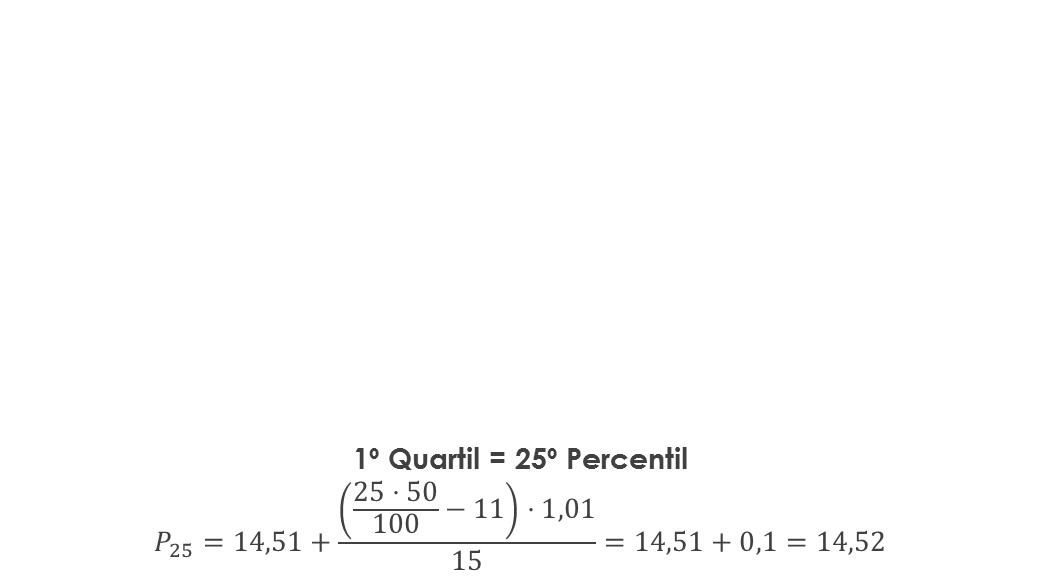 1º Quartil = 25º Percentil
P₂₅ = 14,51 + ((25 · 50)/100 − 11) · 1,01 / 15 = 14,51 + 0,1 = 14,52